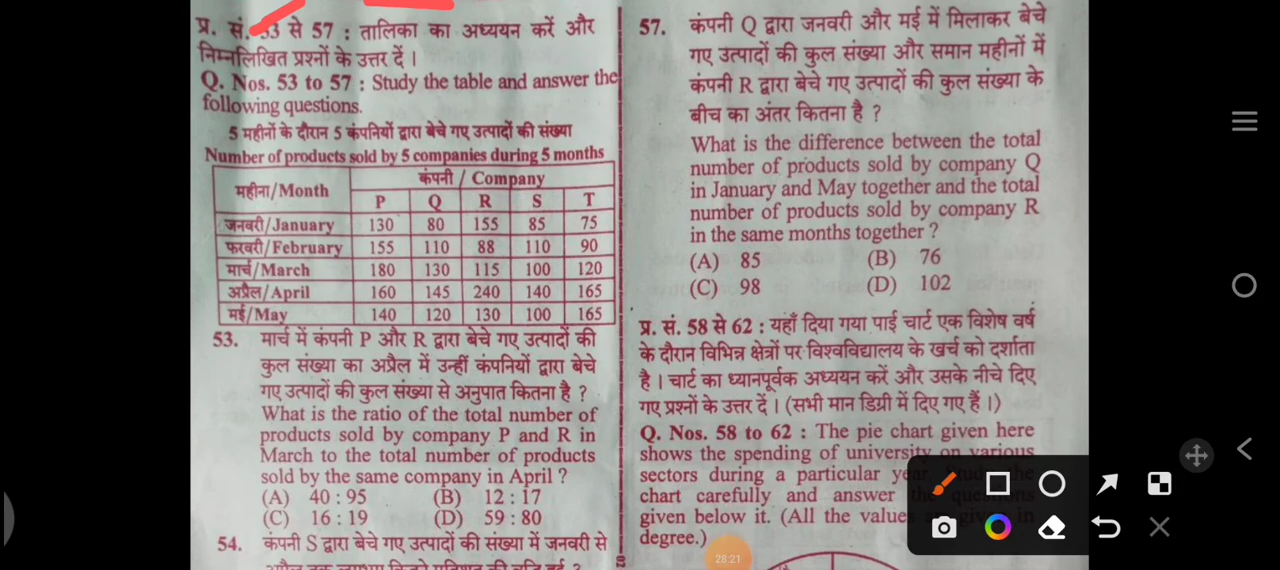 प्र. सं. 53 से 57 : तालिका का अध्ययन करें और
निम्नलिखित प्रश्नों के उत्तर दें ।
Q. Nos. 53 to 57 : Study the table and answer the
following questions.
5 महीनों के दौरान 5 कंपनियों द्वारा बेचे गए उत्पादों की संख्या
Number of products sold by 5 companies during 5 months
महीना/Month कंपनी / Company
P Q R S T
जनवरी/January 130 80 155 85 75
फरवरी/February 155 110 88 110 90
मार्च/March 180 130 115 100 120
अप्रैल/April 160 145 240 140 165
मई/May 140 120 130 100 165
53. मार्च में कंपनी P और R द्वारा बेचे गए उत्पादों की
कुल संख्या का अप्रैल में उन्हीं कंपनियों द्वारा बेचे
गए उत्पादों की कुल संख्या से अनुपात कितना है ?
What is the ratio of the total number of
products sold by company P and R in
March to the total number of products
sold by the same company in April ?
(A) 40 : 95 (B) 12 : 17
(C) 16 : 19 (D) 59 : 80
54. कंपनी S द्वारा बेचे गए उत्पादों की संख्या में जनवरी से
57. कंपनी Q द्वारा जनवरी और मई में मिलाकर बेचे
गए उत्पादों की कुल संख्या और समान महीनों में
कंपनी R द्वारा बेचे गए उत्पादों की कुल संख्या के
बीच का अंतर कितना है ?
What is the difference between the total
number of products sold by company Q
in January and May together and the total
number of products sold by company R
in the same months together ?
(A) 85 (B) 76
(C) 98 (D) 102
प्र. सं. 58 से 62 : यहाँ दिया गया पाई चार्ट एक विशेष वर्ष
के दौरान विभिन्न क्षेत्रों पर विश्वविद्यालय के खर्च को दर्शाता
है । चार्ट का ध्यानपूर्वक अध्ययन करें और उसके नीचे दिए
गए प्रश्नों के उत्तर दें । (सभी मान डिग्री में दिए गए हैं ।)
Q. Nos. 58 to 62 : The pie chart given here
shows the spending of university on various
sectors during a particular
chart carefully and answer
given below it. (All the values
degree.)
28:21